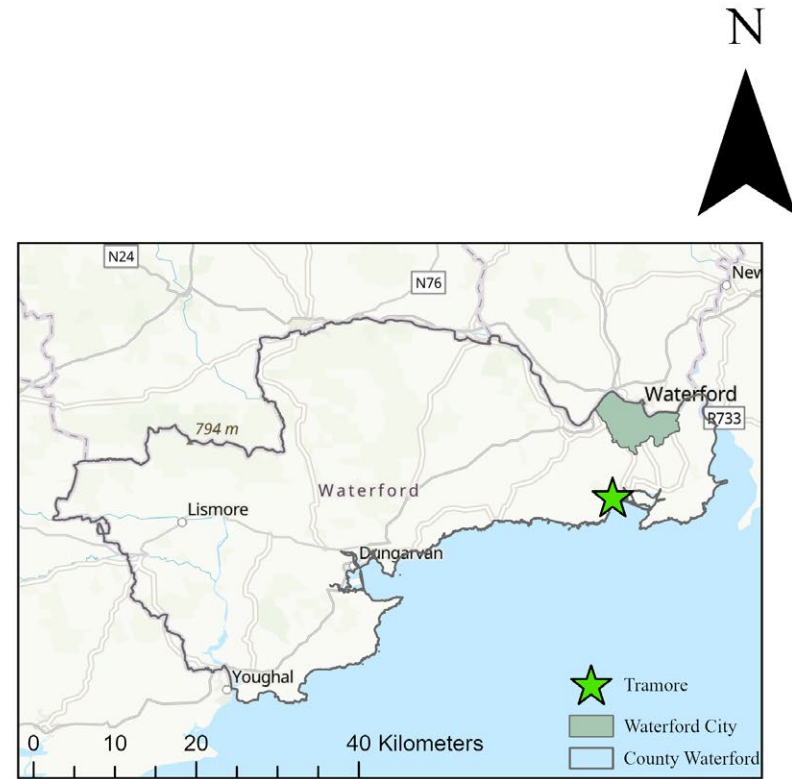 N
N24
N76
New
Waterford
R733
794 m
Waterford
Lismore
Dungarvan
Youghal
Tramore
Waterford City
County Waterford
0 10 20 40 Kilometers